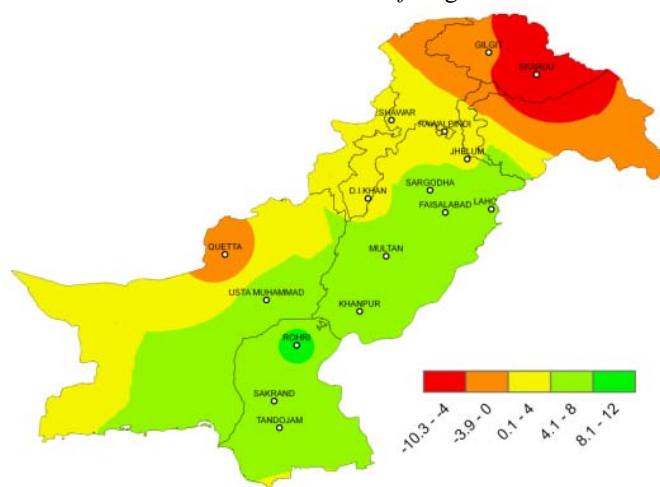 GILGIT
SKARDU
SHAWAR
RAWALPINDI
JHELUM
SARGODHA
D.I.KHAN
FAISALABAD
LAHO
QUETTA
MULTAN
USTA MUHAMMAD
KHANPUR
ROHRI
SAKRAND
TANDOJAM
-10.3 - -4
-3.9 - 0
0.1 - 4
4.1 - 8
8.1 - 12